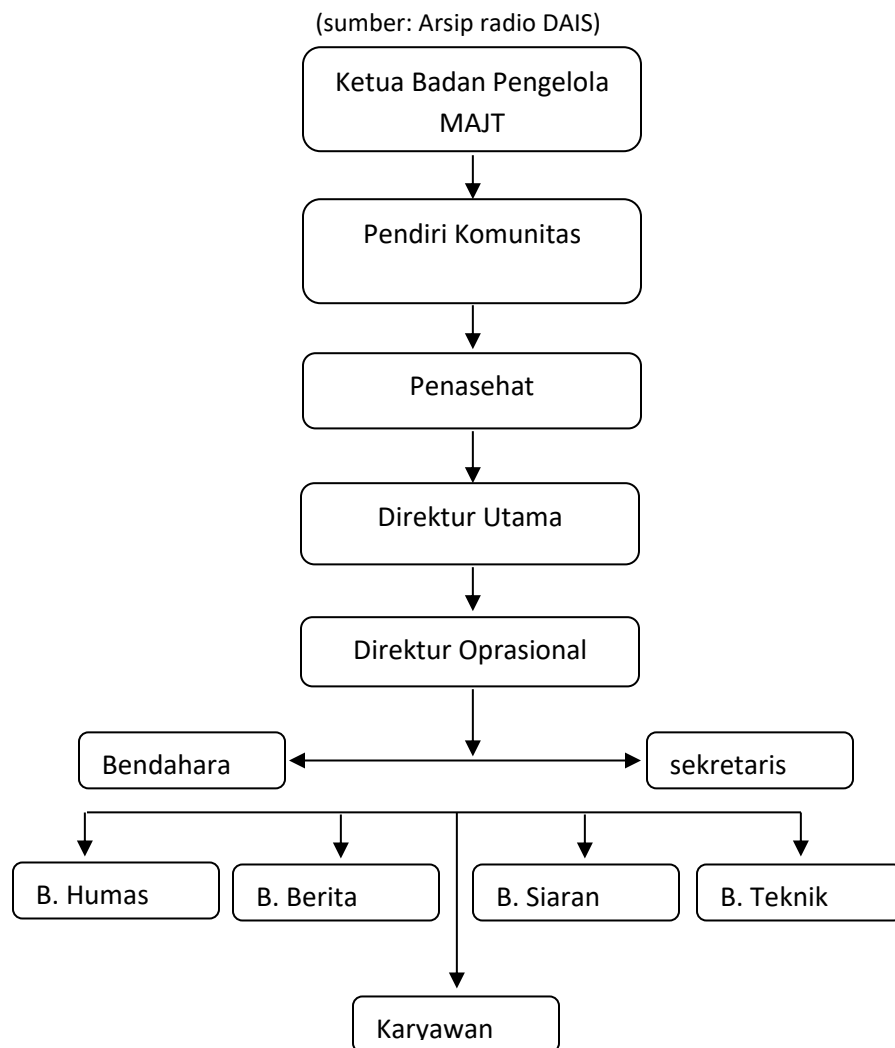 (sumber: Arsip radio DAIS)
Ketua Badan Pengelola
MAJT
Pendiri Komunitas
Penasehat
Direktur Utama
Direktur Oprasional
Bendahara
sekretaris
B. Humas
B. Berita
B. Siaran
B. Teknik
Karyawan